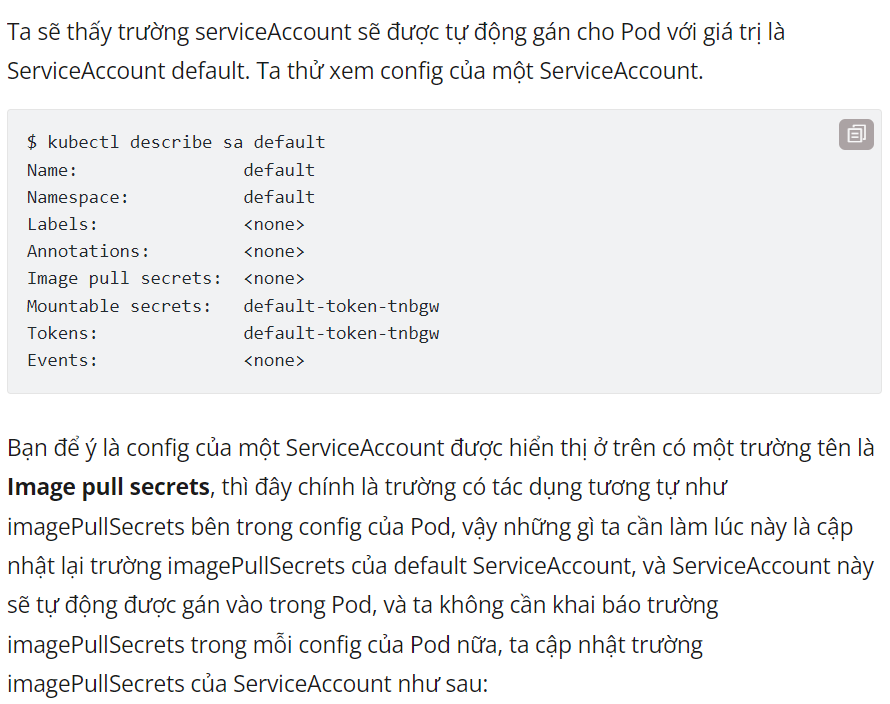 Ta sẽ thấy trường serviceAccount sẽ được tự động gán cho Pod với giá trị là
ServiceAccount default. Ta thử xem config của một ServiceAccount.
$ kubectl describe sa default
Name:                default
Namespace:           default
Labels:              <none>
Annotations:         <none>
Image pull secrets:  <none>
Mountable secrets:   default-token-tnbgw
Tokens:              default-token-tnbgw
Events:              <none>
Bạn để ý là config của một ServiceAccount được hiển thị ở trên có một trường tên là
Image pull secrets, thì đây chính là trường có tác dụng tương tự như
imagePullSecrets bên trong config của Pod, vậy những gì ta cần làm lúc này là cập
nhật lại trường imagePullSecrets của default ServiceAccount, và ServiceAccount này
sẽ tự động được gán vào trong Pod, và ta không cần khai báo trường
imagePullSecrets trong mỗi config của Pod nữa, ta cập nhật trường
imagePullSecrets của ServiceAccount như sau: